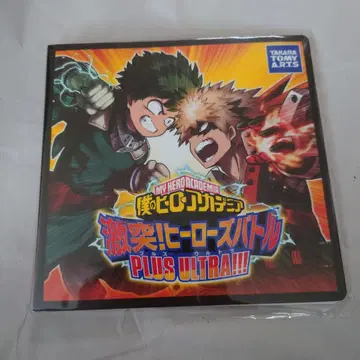 TAKARA
TOMY
ARTS
MY HERO ACADEMIA
僕のヒーローアカデミア
激突!ヒーローズバトル
PLUS ULTRA!!!